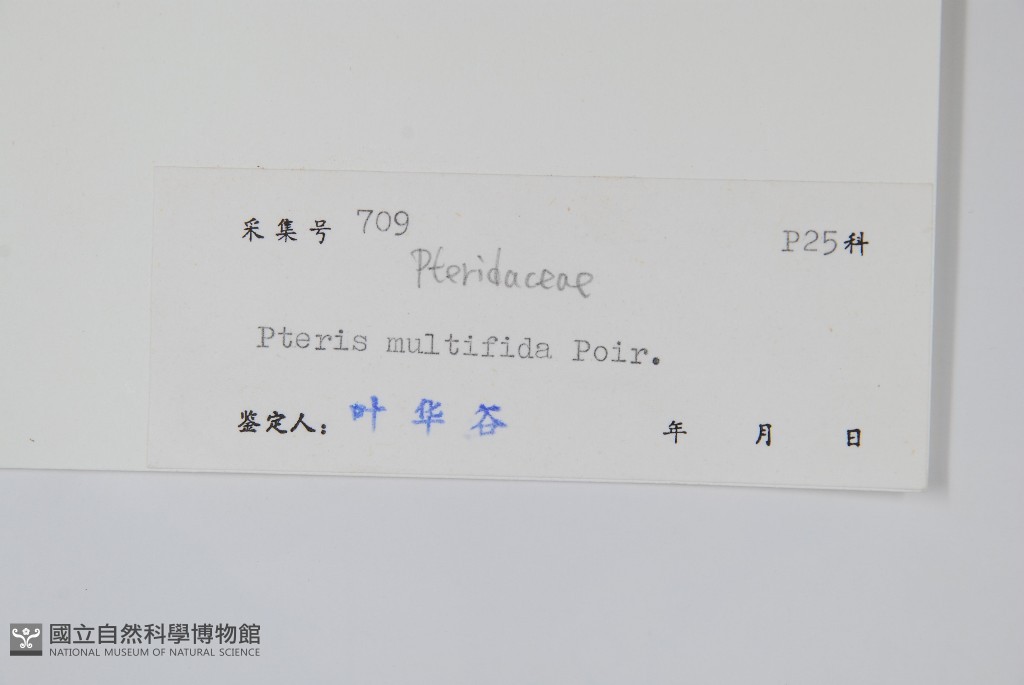 采集号 709 P25科
Pteridaceae
Pteris multifida Poir.
鉴定人: 叶华谷 年 月 日
國立自然科學博物館
NATIONAL MUSEUM OF NATURAL SCIENCE